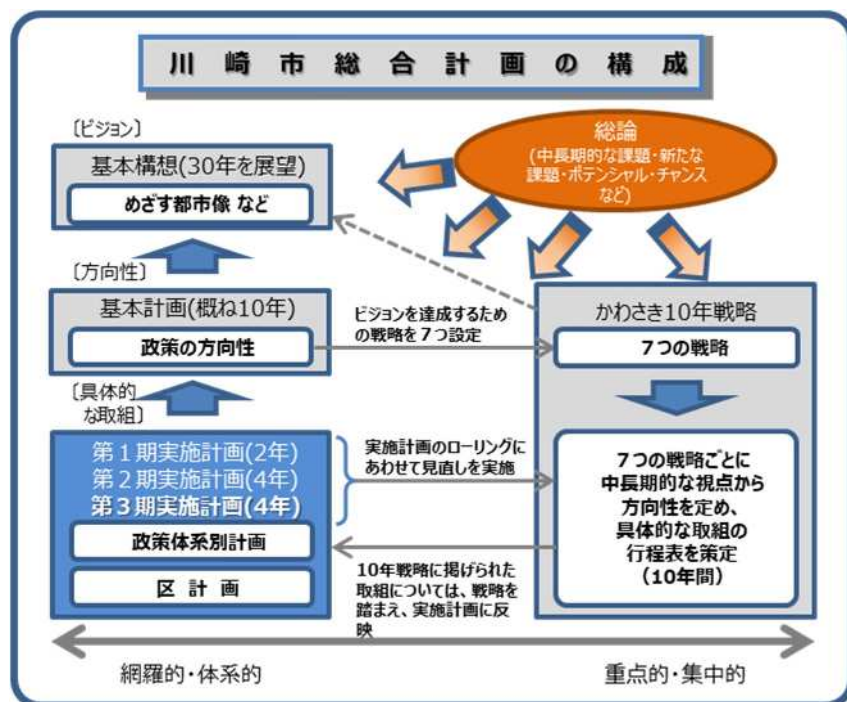 川崎市総合計画の構成
〔ビジョン〕
基本構想(30年を展望)
めざす都市像 など
総論
(中長期的な課題・新たな
課題・ポテンシャル・チャンス
など)
〔方向性〕
基本計画(概ね10年)
政策の方向性
ビジョンを達成するため
の戦略を7つ設定
かわさき10年戦略
7つの戦略
〔具体的
な取組〕
第1期実施計画(2年)
第2期実施計画(4年)
第3期実施計画(4年)
政策体系別計画
区 計 画
実施計画のローリングに
あわせて見直しを実施
7つの戦略ごとに
中長期的な視点から
方向性を定め、
具体的な取組の
行程表を策定
(10年間)
10年戦略に掲げられた
取組については、戦略を
踏まえ、実施計画に反
映
網羅的・体系的
重点的・集中的